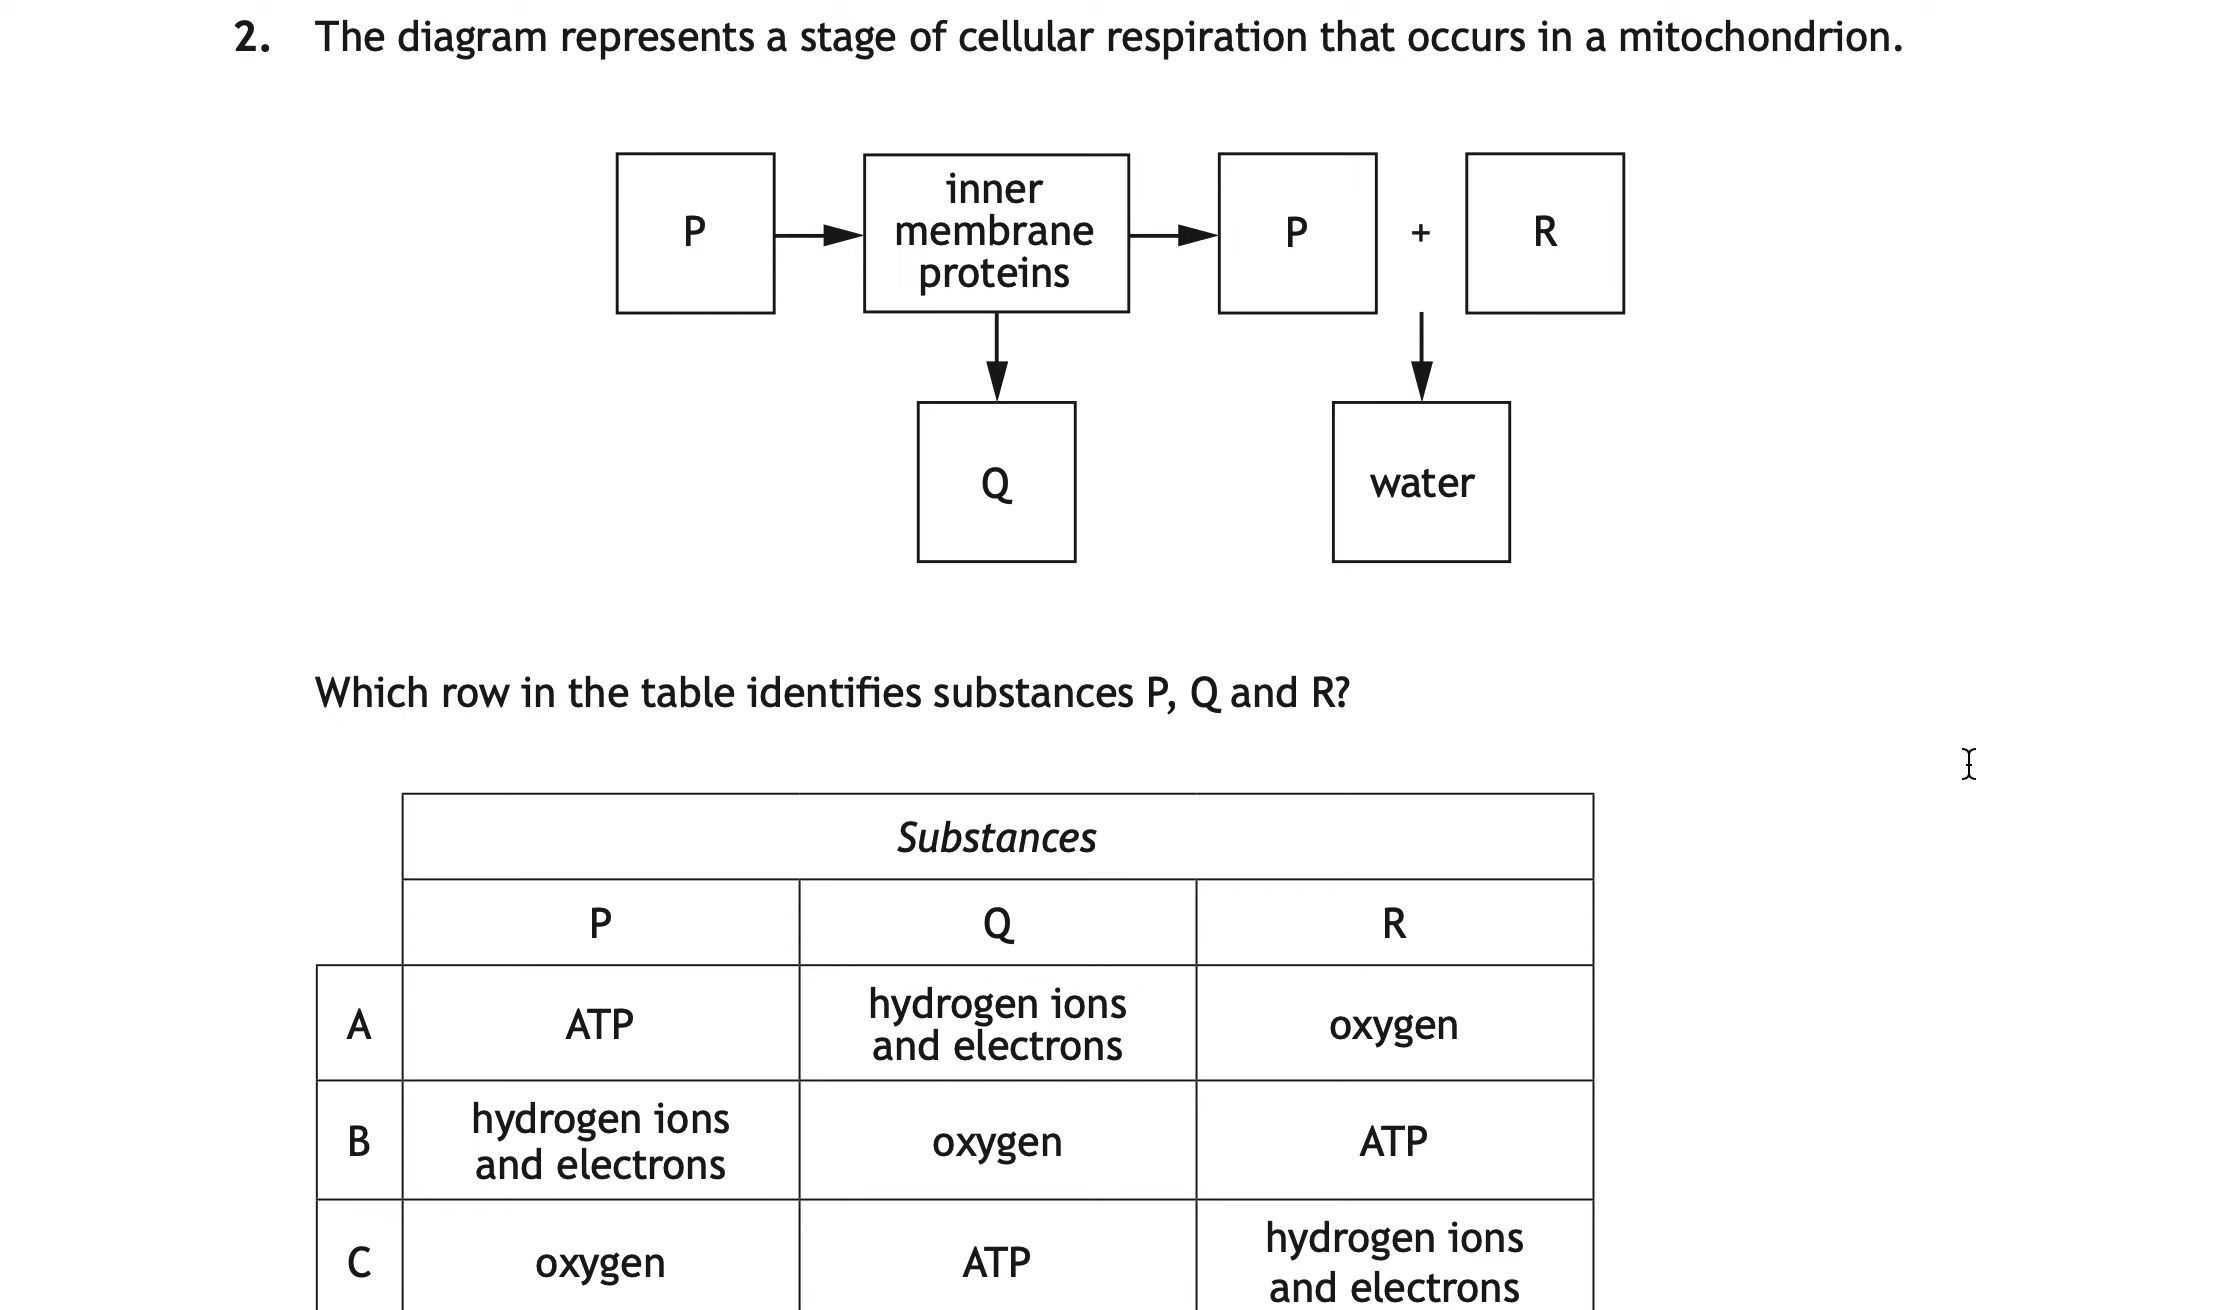 2. The diagram represents a stage of cellular respiration that occurs in a mitochondrion.
P
inner
membrane
proteins
P
+
R
Q
water
Which row in the table identifies substances P, Q and R?
Substances
P Q R
A ATP hydrogen ions and electrons oxygen
B hydrogen ions and electrons oxygen ATP
C oxygen ATP hydrogen ions and electrons